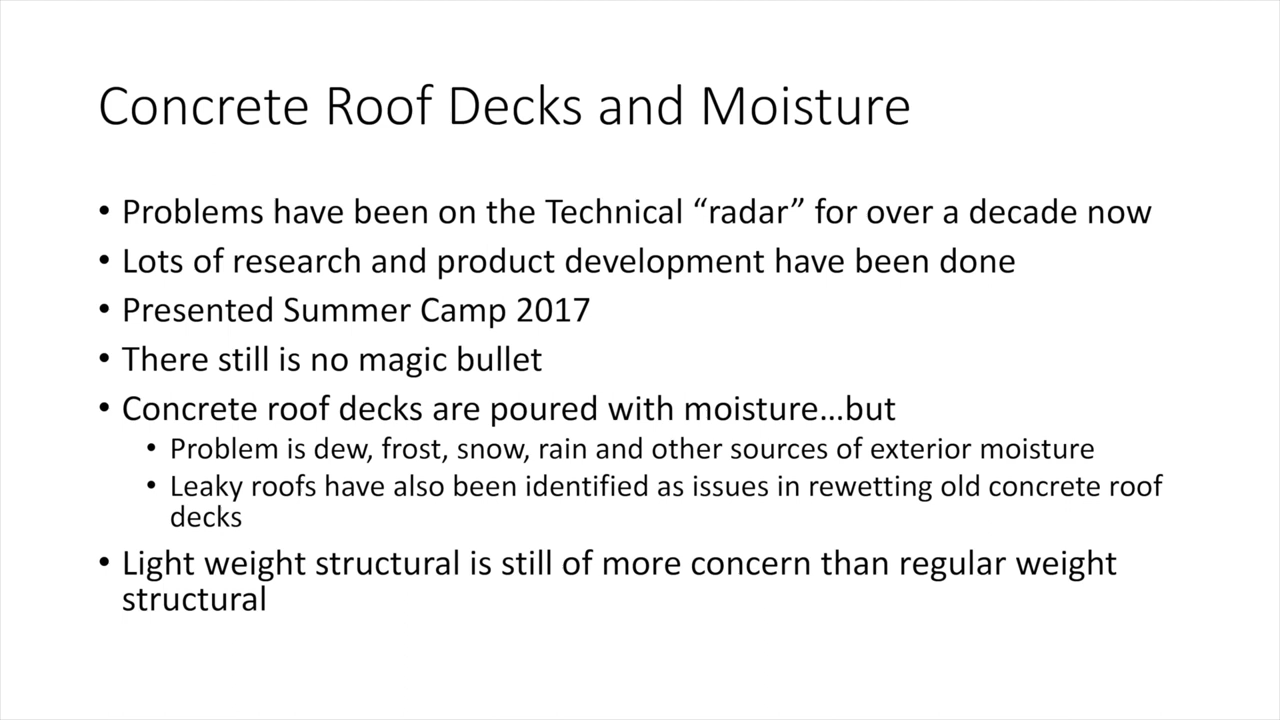 Concrete Roof Decks and Moisture
• Problems have been on the Technical “radar” for over a decade now
• Lots of research and product development have been done
• Presented Summer Camp 2017
• There still is no magic bullet
• Concrete roof decks are poured with moisture...but
• Problem is dew, frost, snow, rain and other sources of exterior moisture
• Leaky roofs have also been identified as issues in rewetting old concrete roof
decks
• Light weight structural is still of more concern than regular weight
structural